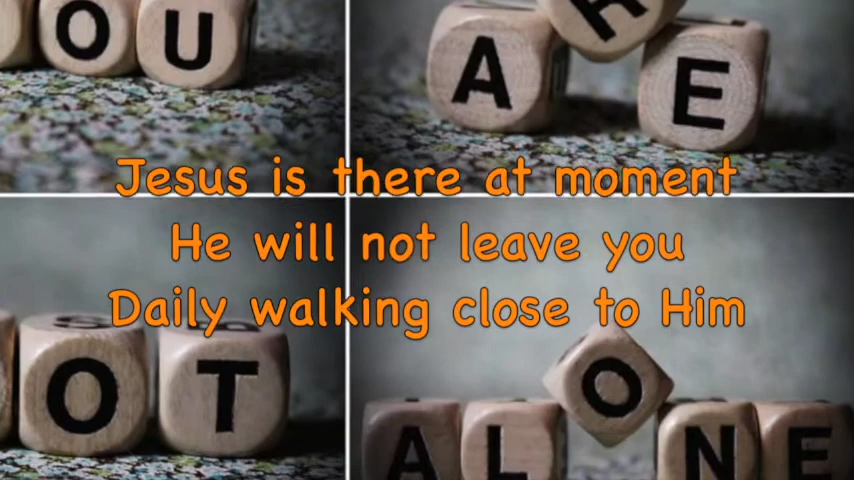 OU
ARE
Jesus is there at moment
He will not leave you
Daily walking close to Him
OT
ALONE